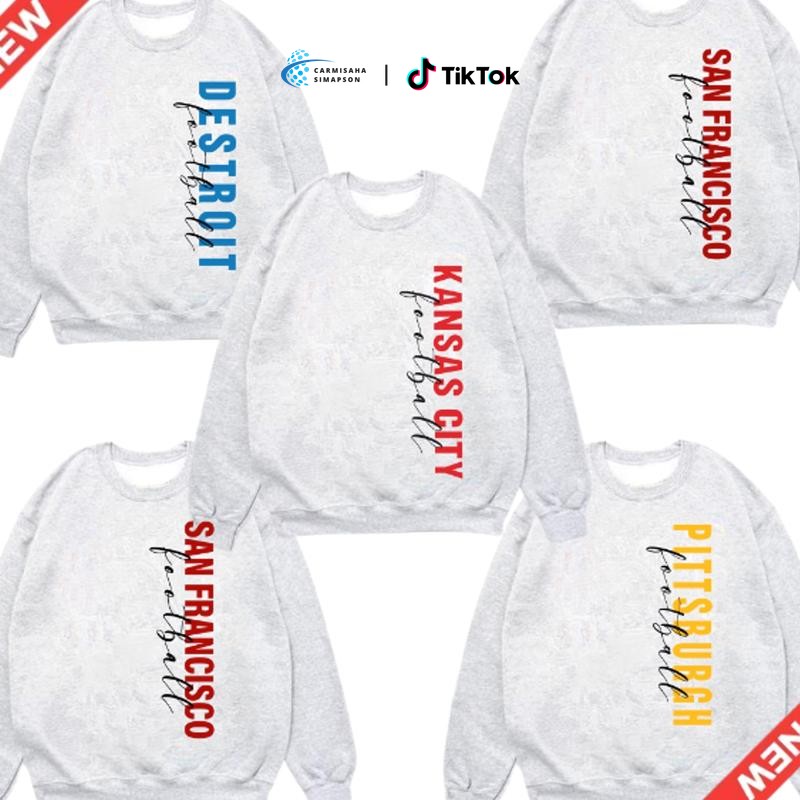 NEW
CARMISAHA
SIMAPSON
|
TikTok
DESTROIT
football
SAN FRANCISCO
football
KANSAS CITY
football
SAN FRANCISCO
football
PITTSBURGH
football
NEW